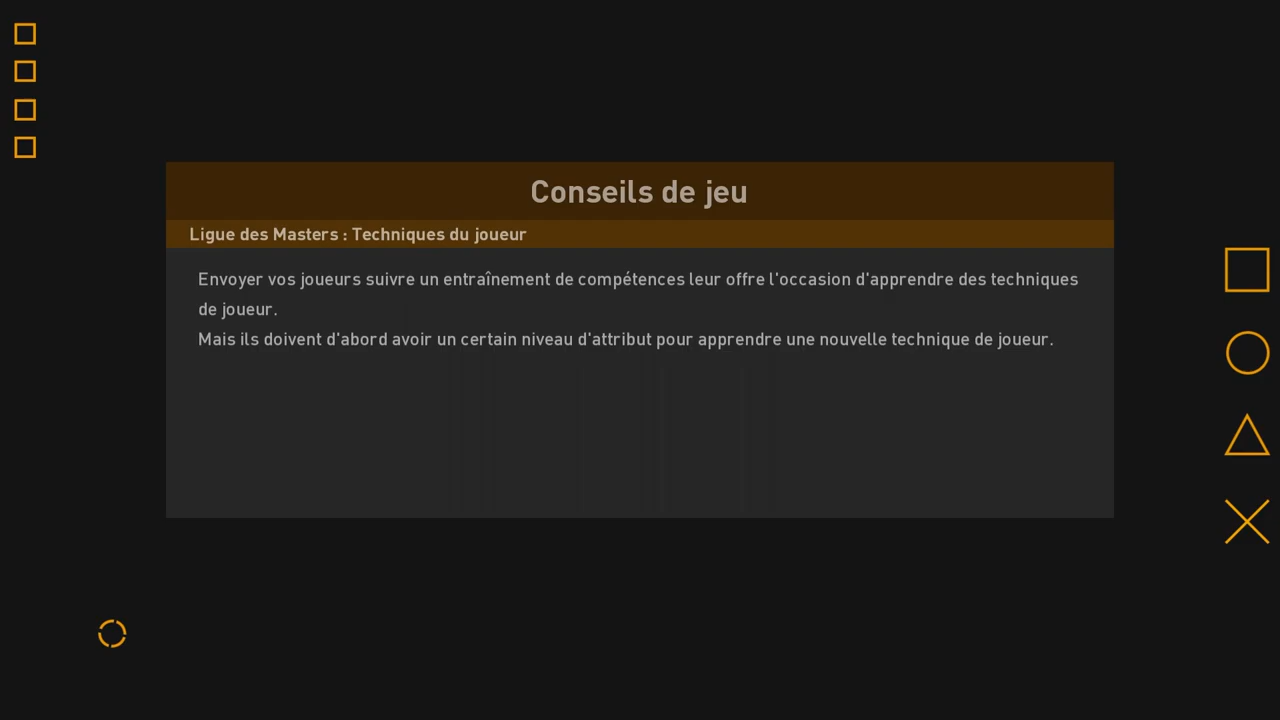 Conseils de jeu
Ligue des Masters : Techniques du joueur
Envoyer vos joueurs suivre un entraînement de compétences leur offre l'occasion d'apprendre des techniques
de joueur.
Mais ils doivent d'abord avoir un certain niveau d'attribut pour apprendre une nouvelle technique de joueur.